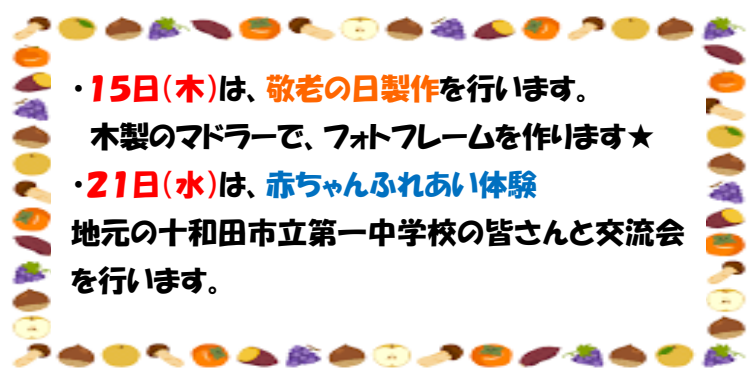 ・15日(木)は、敬老の日製作を行います。
木製のマドラーで、フォトフレームを作ります★
・21日(水)は、赤ちゃんふれあい体験
地元の十和田市立第一中学校の皆さんと交流会
を行います。